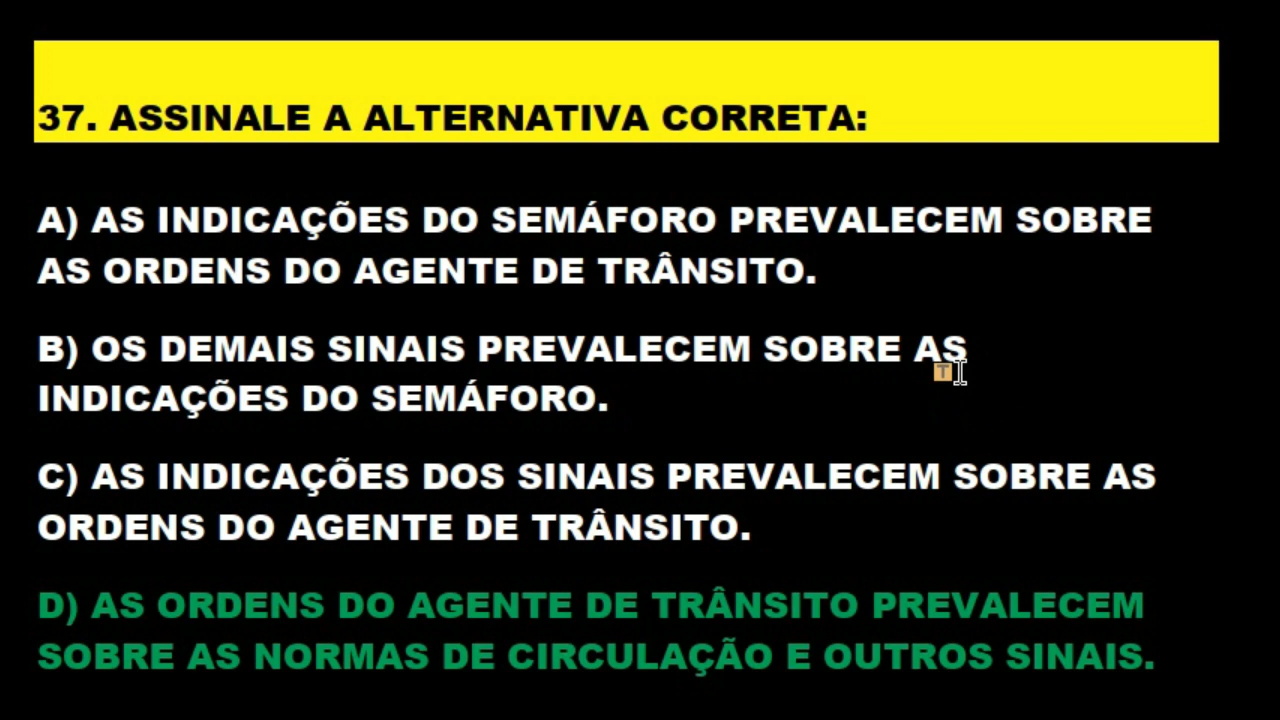 37. ASSINALE A ALTERNATIVA CORRETA:
A) AS INDICAÇÕES DO SEMÁFORO PREVALECEM SOBRE
AS ORDENS DO AGENTE DE TRÂNSITO.
B) OS DEMAIS SINAIS PREVALECEM SOBRE AS
INDICAÇÕES DO SEMÁFORO.
C) AS INDICAÇÕES DOS SINAIS PREVALECEM SOBRE AS
ORDENS DO AGENTE DE TRÂNSITO.
D) AS ORDENS DO AGENTE DE TRÂNSITO PREVALECEM
SOBRE AS NORMAS DE CIRCULAÇÃO E OUTROS SINAIS.